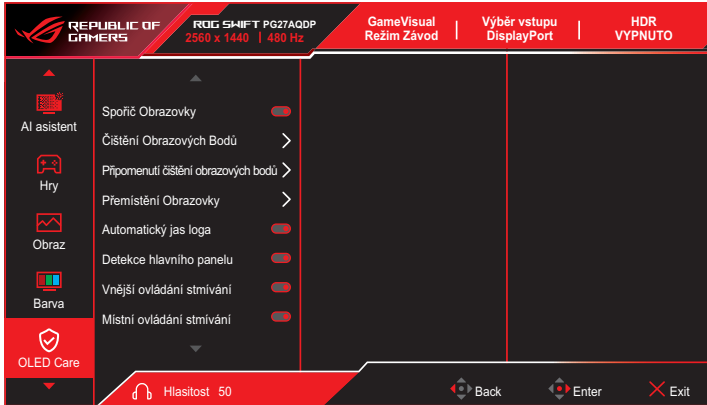 REPUBLIC OF
GAMERS
ROG SWIFT PG27AQDP
2560 x 1440 | 480 Hz
GameVisual
Režim Závod
Výběr vstupu
DisplayPort
HDR
VYPNUTO
AI asistent
Hry
Obraz
Barva
OLED Care
Spořič Obrazovky
Čištění Obrazových Bodů
Připomenutí čištění obrazových bodů
Přemístění Obrazovky
Automatický jas loga
Detekce hlavního panelu
Vnější ovládání stmívání
Místní ovládání stmívání
Hlasitost 50
Back
Enter
Exit